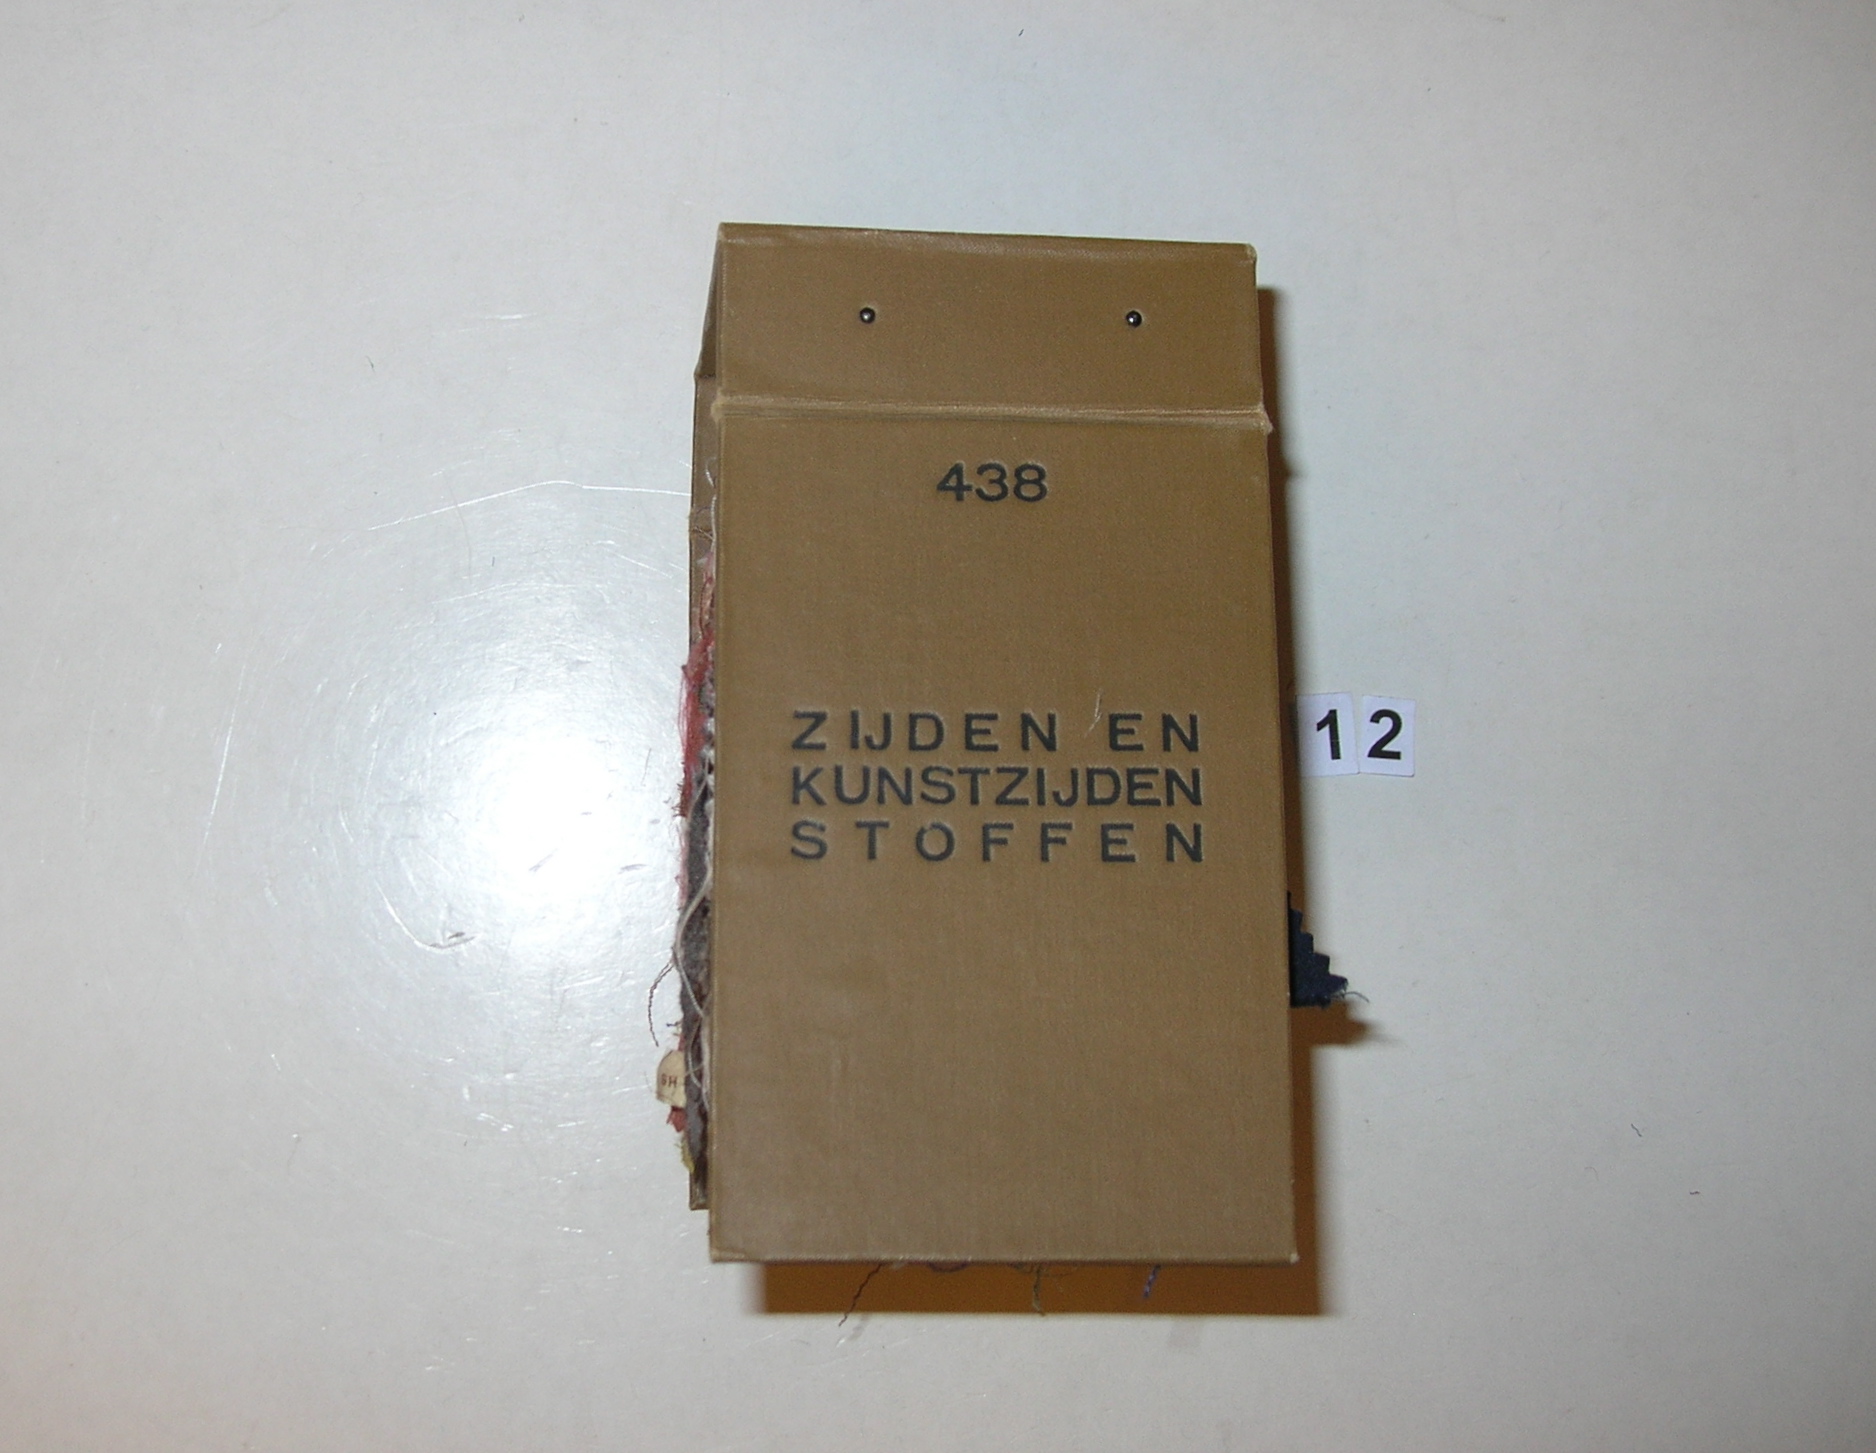 438
ZIJDEN EN
KUNSTZIJDEN
STOFFEN
12